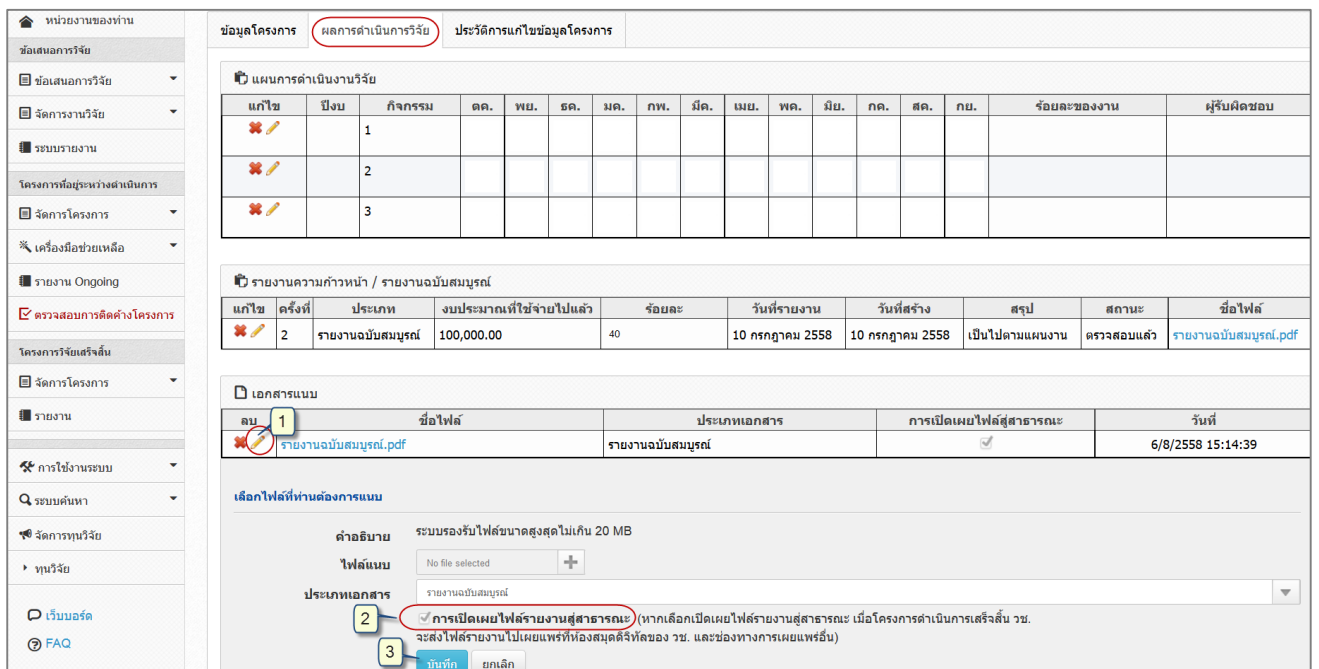 หน่วยงานของท่าน
ข้อเสนอการวิจัย
ข้อเสนอการวิจัย
จัดการงานวิจัย
ระบบรายงาน
โครงการที่อยู่ระหว่างดำเนินการ
จัดการโครงการ
เครื่องมือช่วยเหลือ
รายงาน Ongoing
ตรวจสอบการติดค้างโครงการ
โครงการวิจัยเสร็จสิ้น
จัดการโครงการ
รายงาน
การใช้งานระบบ
ระบบค้นหา
จัดการทุนวิจัย
ทุนวิจัย
เว็บบอร์ด
FAQ
ข้อมูลโครงการ ผลการดำเนินการวิจัย ประวัติการแก้ไขข้อมูลโครงการ
แผนการดำเนินงานวิจัย
แก้ไข ปีงบ กิจกรรม ตค. พย. ธค. มค. กพ. มีค. เมย. พค. มิย. กค. สค. กย. ร้อยละของงาน ผู้รับผิดชอบ
1
2
3
รายงานความก้าวหน้า / รายงานฉบับสมบูรณ์
แก้ไข ครั้งที่ ประเภท งบประมาณที่ใช้จ่ายไปแล้ว ร้อยละ วันที่รายงาน วันที่สร้าง สรุป สถานะ ชื่อไฟล์
2 รายงานฉบับสมบูรณ์ 100,000.00 40 10 กรกฎาคม 2558 10 กรกฎาคม 2558 เป็นไปตามแผนงาน ตรวจสอบแล้ว รายงานฉบับสมบูรณ์.pdf
เอกสารแนบ
ลบ 1 ชื่อไฟล์ ประเภทเอกสาร การเปิดเผยไฟล์สู่สาธารณะ วันที่
รายงานฉบับสมบูรณ์.pdf รายงานฉบับสมบูรณ์ 6/8/2558 15:14:39
เลือกไฟล์ที่ท่านต้องการแนบ
คำอธิบาย ระบบรองรับไฟล์ขนาดสูงสุดไม่เกิน 20 MB
ไฟล์แนบ No file selected
ประเภทเอกสาร รายงานฉบับสมบูรณ์
2 การเปิดเผยไฟล์รายงานสู่สาธารณะ (หากเลือกเปิดเผยไฟล์รายงานสู่สาธารณะ เมื่อโครงการดำเนินการเสร็จสิ้น วช.
จะส่งไฟล์รายงานไปเผยแพร่ที่ห้องสมุดดิจิทัลของ วช. และช่องทางการเผยแพร่อื่น)
3 บันทึก ยกเลิก